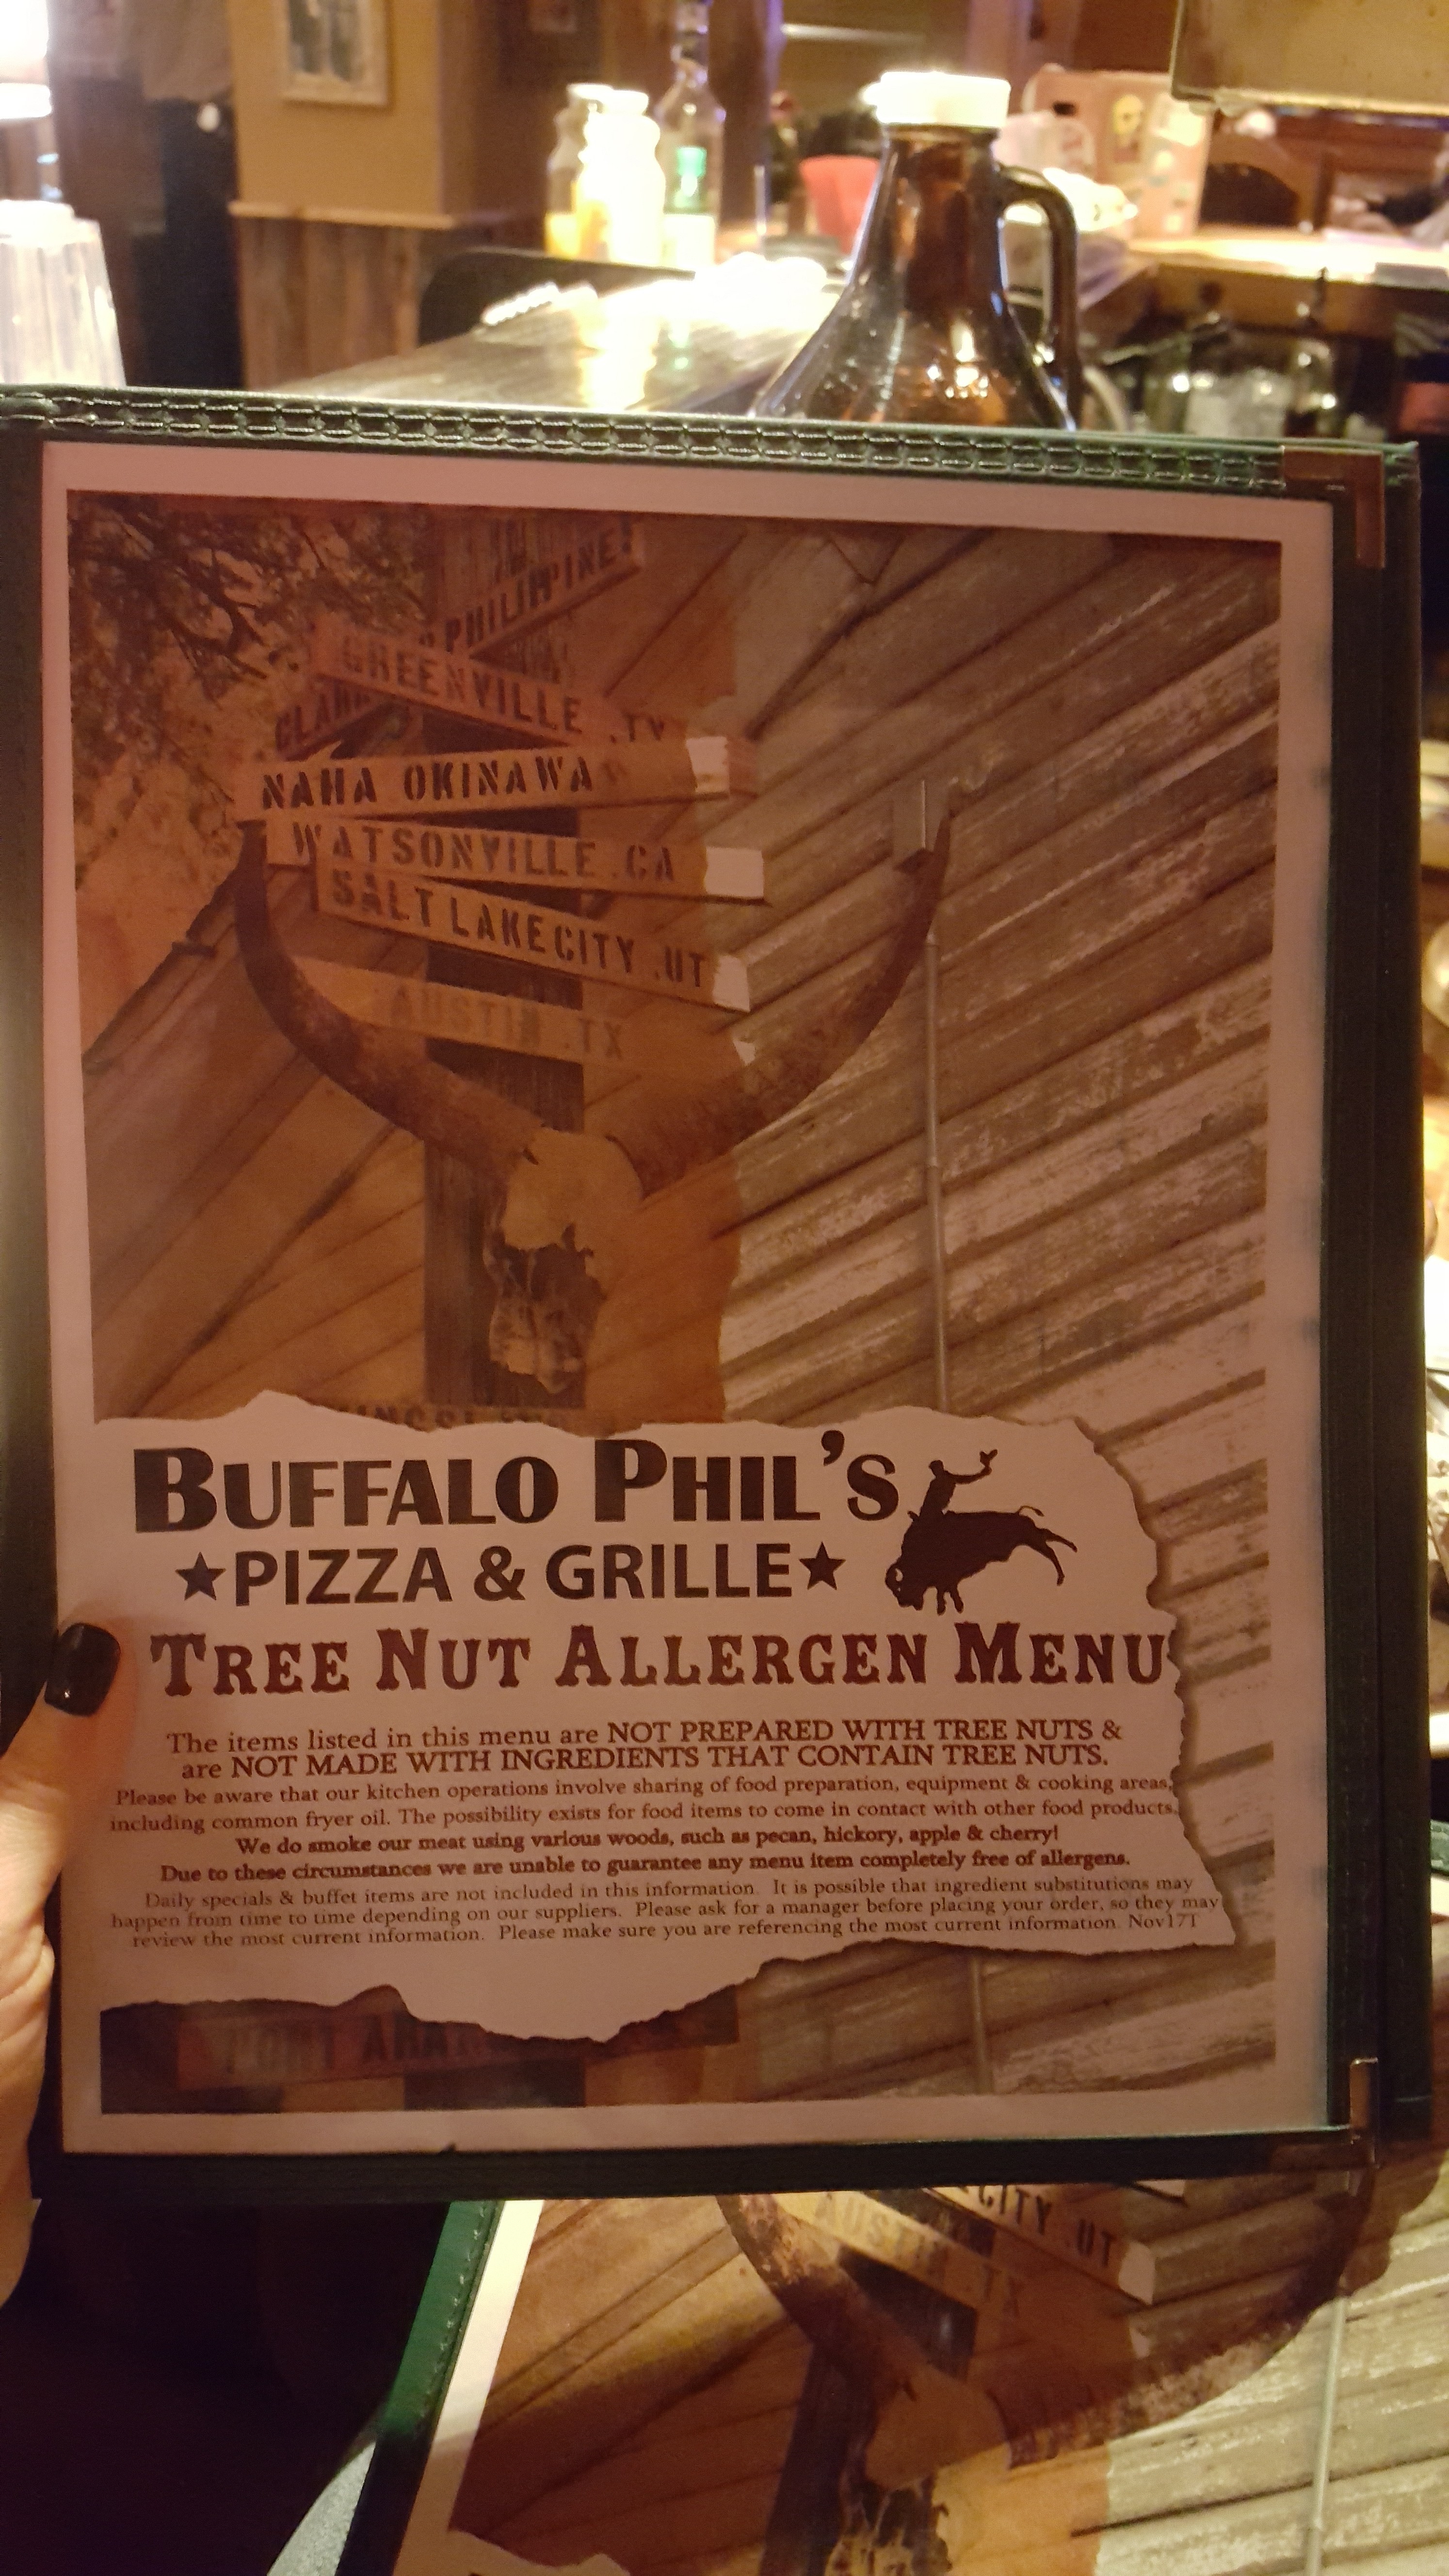 PHILIPPINE
GREENVILLE .TX
CLARK
NAHA OKINAWA
WATSONVILLE .CA
SALT LAKE CITY .UT
AUSTIN .TX
BUFFALO PHIL'S
★PIZZA & GRILLE★
TREE NUT ALLERGEN MENU
The items listed in this menu are NOT PREPARED WITH TREE NUTS &
are NOT MADE WITH INGREDIENTS THAT CONTAIN TREE NUTS.
Please be aware that our kitchen operations involve sharing of food preparation, equipment & cooking areas,
including common fryer oil. The possibility exists for food items to come in contact with other food products.
We do smoke our meat using various woods, such as pecan, hickory, apple & cherry!
Due to these circumstances we are unable to guarantee any menu item completely free of allergens.
Daily specials & buffet items are not included in this information. It is possible that ingredient substitutions may
happen from time to time depending on our suppliers. Please ask for a manager before placing your order, so they may
review the most current information. Please make sure you are referencing the most current information. Nov17T
PORT ARA
CITY .UT
AUSTIN .TX